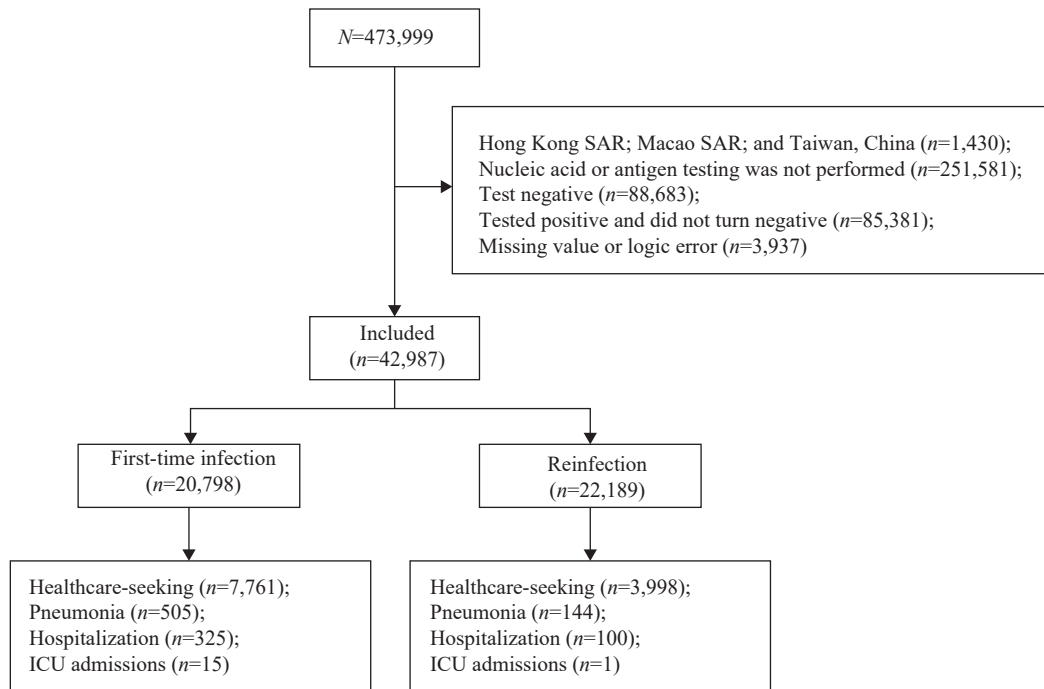 N=473,999
Hong Kong SAR; Macao SAR; and Taiwan, China (n=1,430);
Nucleic acid or antigen testing was not performed (n=251,581);
Test negative (n=88,683);
Tested positive and did not turn negative (n=85,381);
Missing value or logic error (n=3,937)
Included
(n=42,987)
First-time infection
(n=20,798)
Reinfection
(n=22,189)
Healthcare-seeking (n=7,761);
Pneumonia (n=505);
Hospitalization (n=325);
ICU admissions (n=15)
Healthcare-seeking (n=3,998);
Pneumonia (n=144);
Hospitalization (n=100);
ICU admissions (n=1)